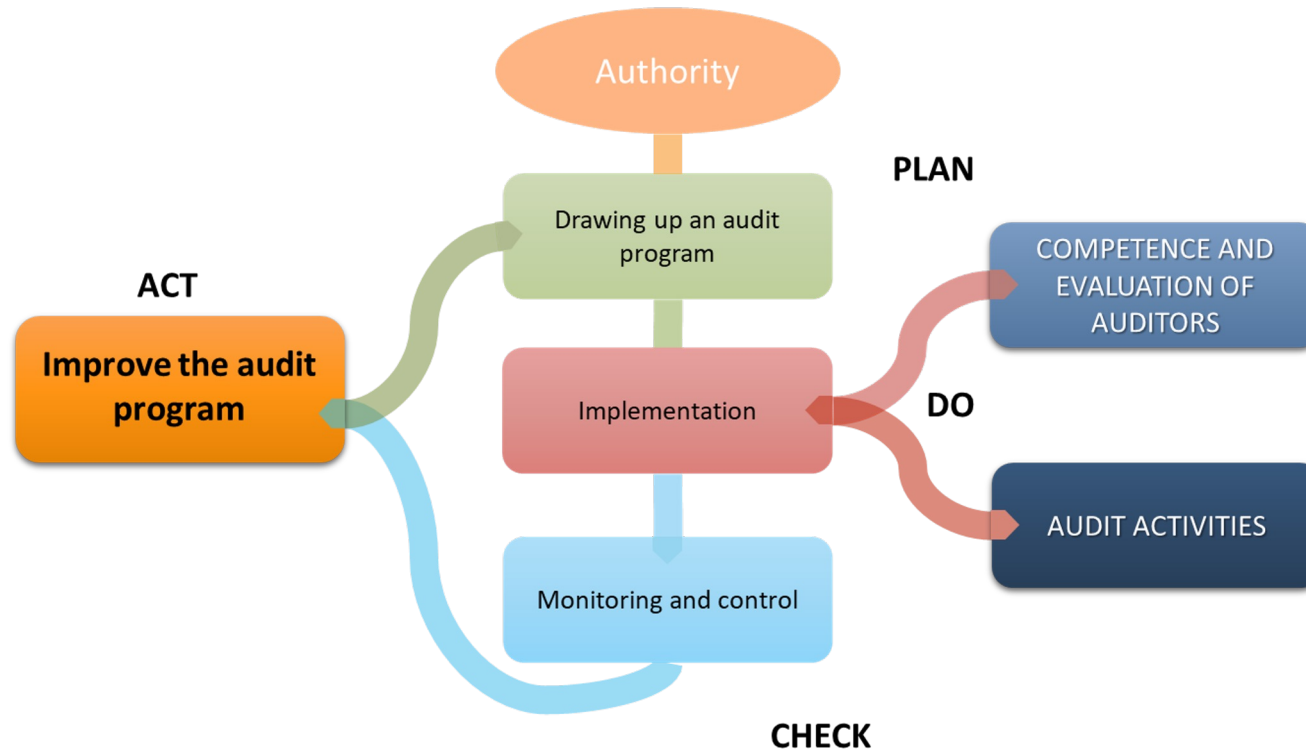 Authority
PLAN
Drawing up an audit
program
COMPETENCE AND
EVALUATION OF
AUDITORS
ACT
Improve the audit
program
Implementation
DO
AUDIT ACTIVITIES
Monitoring and control
CHECK